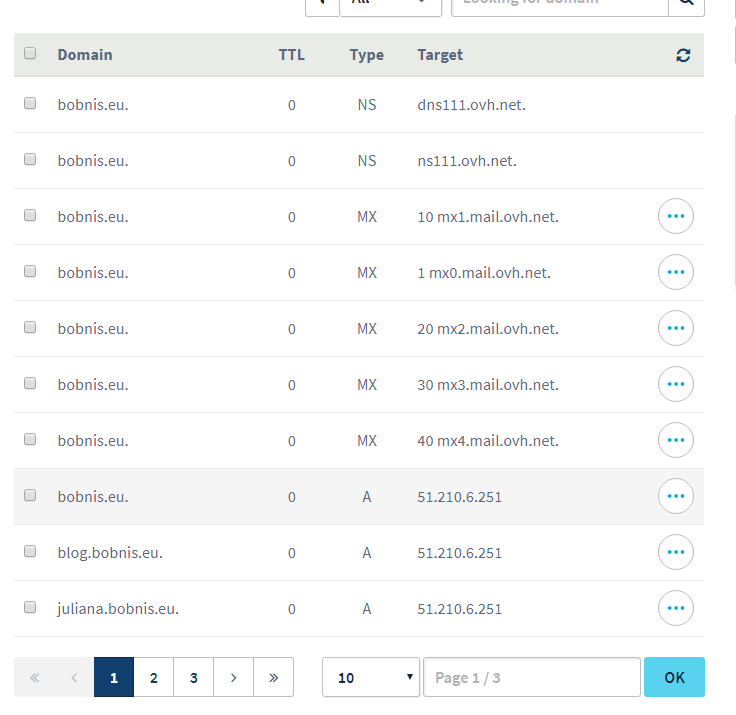 All
Looking for domain
Domain TTL Type Target
bobnis.eu. 0 NS dns111.ovh.net.
bobnis.eu. 0 NS ns111.ovh.net.
bobnis.eu. 0 MX 10 mx1.mail.ovh.net.
bobnis.eu. 0 MX 1 mx0.mail.ovh.net.
bobnis.eu. 0 MX 20 mx2.mail.ovh.net.
bobnis.eu. 0 MX 30 mx3.mail.ovh.net.
bobnis.eu. 0 MX 40 mx4.mail.ovh.net.
bobnis.eu. 0 A 51.210.6.251
blog.bobnis.eu. 0 A 51.210.6.251
juliana.bobnis.eu. 0 A 51.210.6.251
« ‹ 1 2 3 › » 10 Page 1 / 3 OK